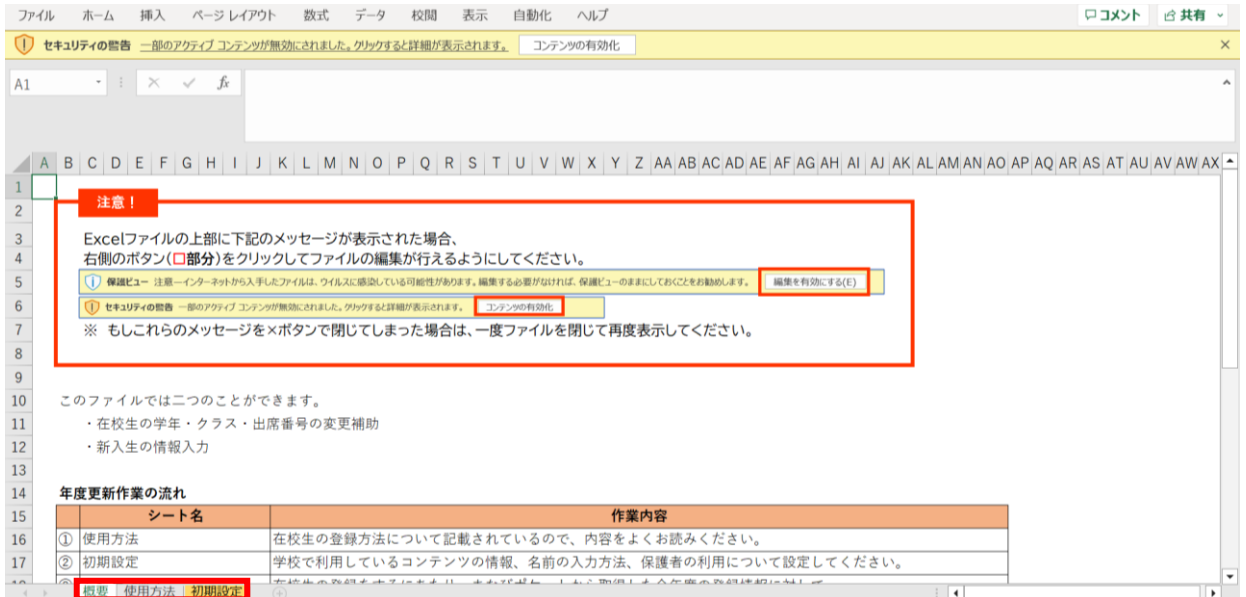 ファイル ホーム 挿入 ページ レイアウト 数式 データ 校閲 表示 自動化 ヘルプ コメント 共有
セキュリティの警告 一部のアクティブ コンテンツが無効にされました。クリックすると詳細が表示されます。 コンテンツの有効化
A1 fx
A B C D E F G H I J K L M N O P Q R S T U V W X Y Z AA AB AC AD AE AF AG AH AI AJ AK AL AM AN AO AP AQ AR AS AT AU AV AW AX
1
2 注意！
3 Excelファイルの上部に下記のメッセージが表示された場合、
4 右側のボタン(□部分)をクリックしてファイルの編集が行えるようにしてください。
5 保護ビュー 注意—インターネットから入手したファイルは、ウイルスに感染している可能性があります。編集する必要がなければ、保護ビューのままにしておくことをお勧めします。 編集を有効にする(E)
6 セキュリティの警告 一部のアクティブ コンテンツが無効にされました。クリックすると詳細が表示されます。 コンテンツの有効化
7 ※ もしこれらのメッセージを×ボタンで閉じてしまった場合は、一度ファイルを閉じて再度表示してください。
8
9
10 このファイルでは二つのことができます。
11 ・在校生の学年・クラス・出席番号の変更補助
12 ・新入生の情報入力
13
14 年度更新作業の流れ
15 シート名 作業内容
16 ① 使用方法 在校生の登録方法について記載されているので、内容をよくお読みください。
17 ② 初期設定 学校で利用しているコンテンツの情報、名前の入力方法、保護者の利用について設定してください。
概要 使用方法 初期設定